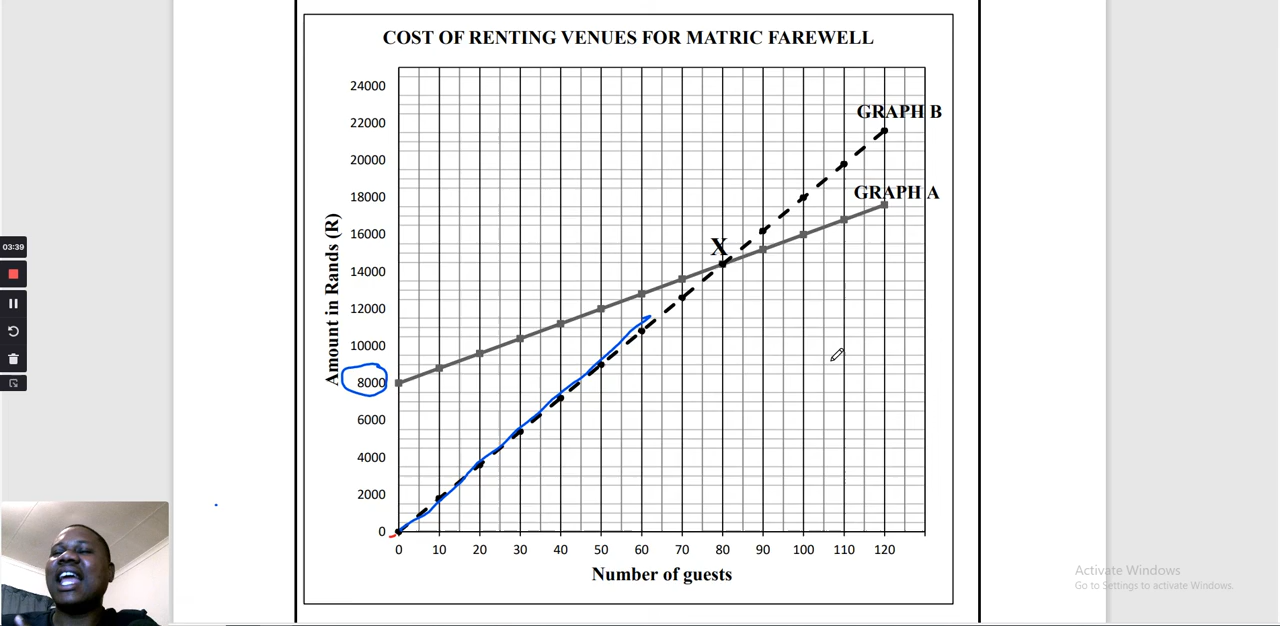 COST OF RENTING VENUES FOR MATRIC FAREWELL
24000
22000
20000
18000
16000
14000
12000
10000
8000
6000
4000
2000
0
Amount in Rands (R)
GRAPH B
GRAPH A
X
0 10 20 30 40 50 60 70 80 90 100 110 120
Number of guests
03:39
Activate Windows
Go to Settings to activate Windows.